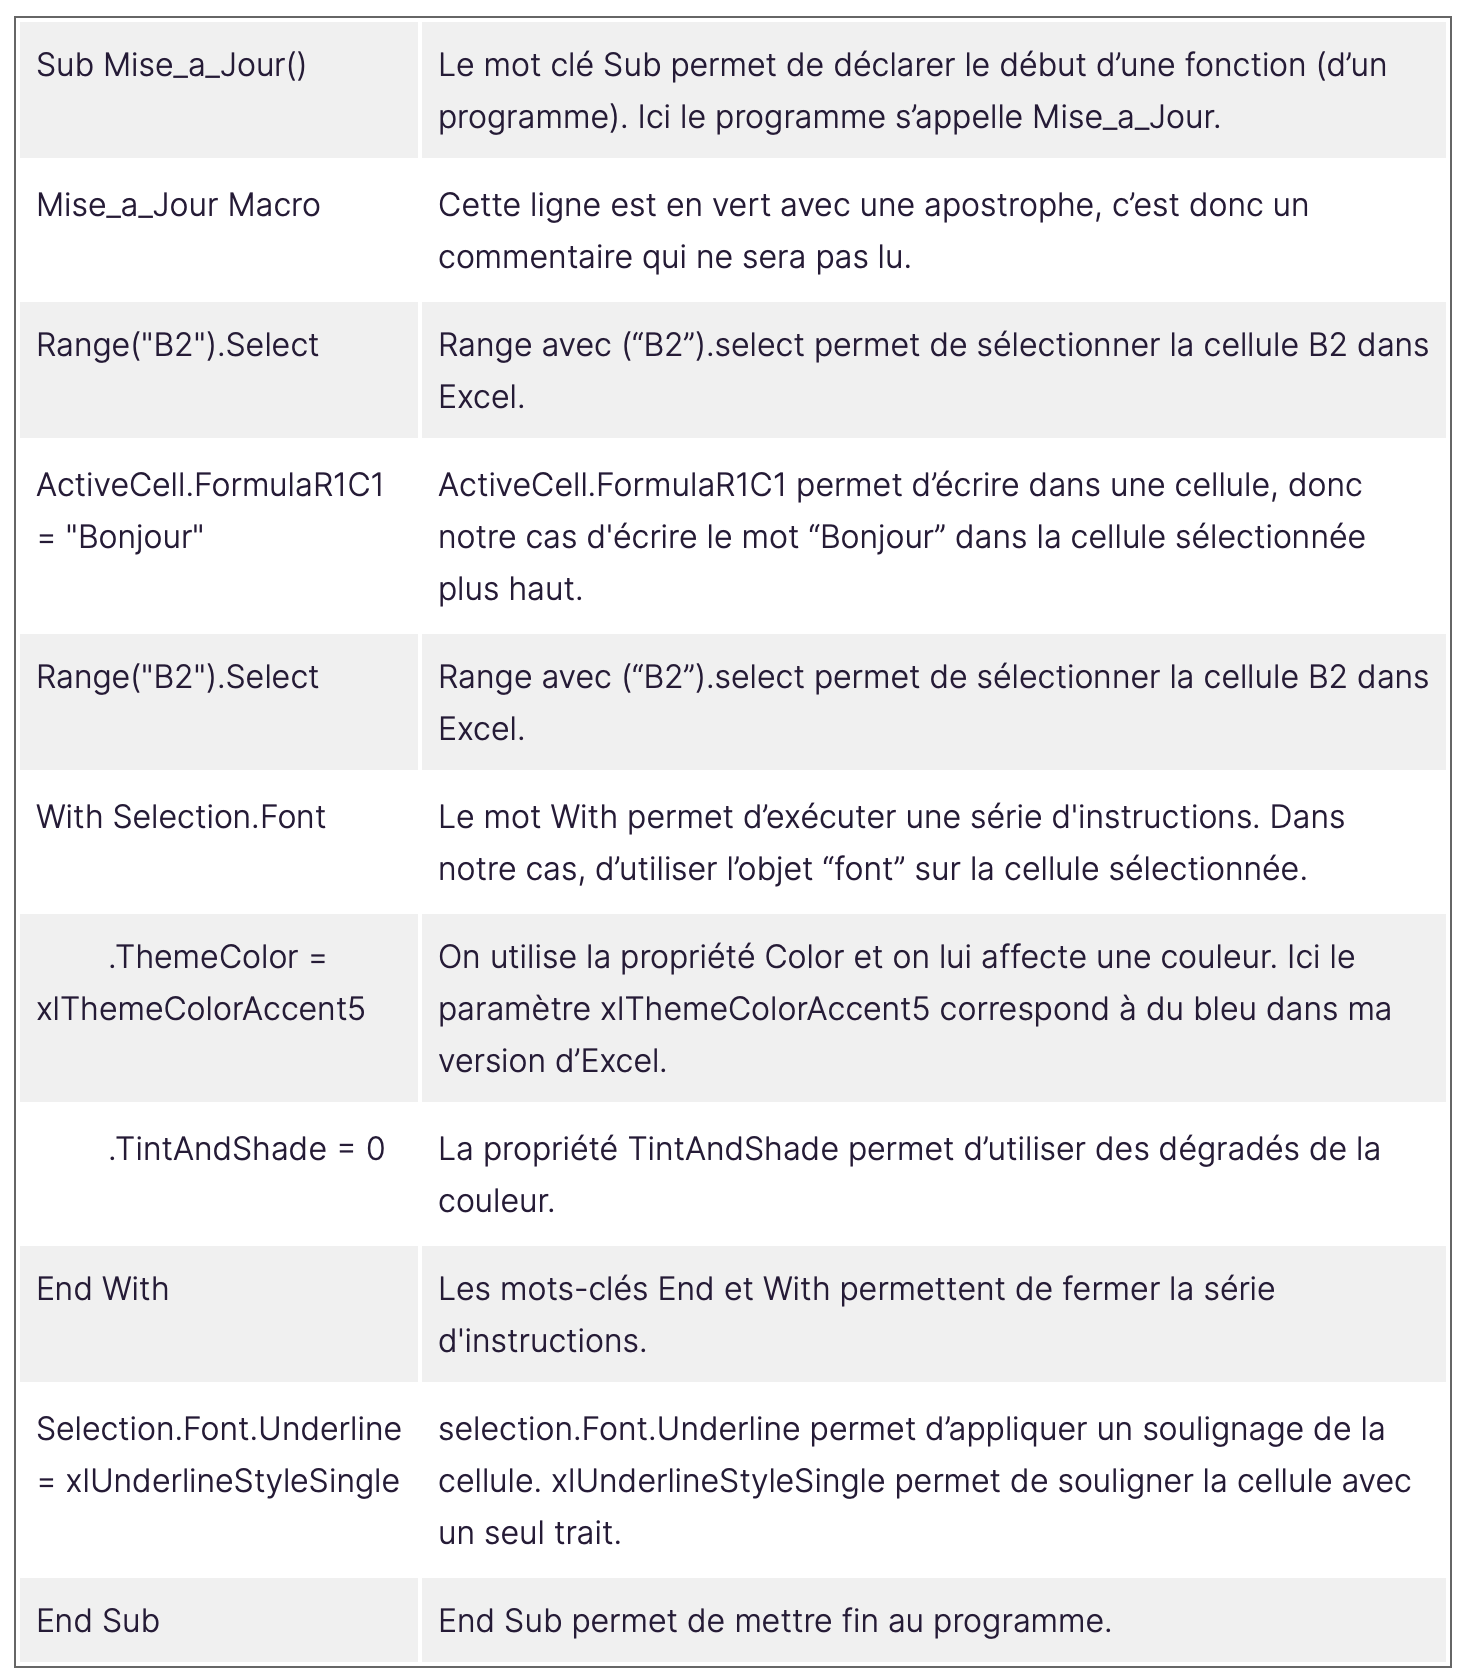 Sub Mise_a_Jour()
Le mot clé Sub permet de déclarer le début d’une fonction (d’un
programme). Ici le programme s’appelle Mise_a_Jour.
Mise_a_Jour Macro
Cette ligne est en vert avec une apostrophe, c’est donc un
commentaire qui ne sera pas lu.
Range("B2").Select
Range avec (“B2”).select permet de sélectionner la cellule B2 dans
Excel.
ActiveCell.FormulaR1C1
= "Bonjour"
ActiveCell.FormulaR1C1 permet d’écrire dans une cellule, donc
notre cas d'écrire le mot “Bonjour” dans la cellule sélectionnée
plus haut.
Range("B2").Select
Range avec (“B2”).select permet de sélectionner la cellule B2 dans
Excel.
With Selection.Font
Le mot With permet d’exécuter une série d'instructions. Dans
notre cas, d’utiliser l’objet “font” sur la cellule sélectionnée.
.ThemeColor =
xlThemeColorAccent5
On utilise la propriété Color et on lui affecte une couleur. Ici le
paramètre xlThemeColorAccent5 correspond à du bleu dans ma
version d’Excel.
.TintAndShade = 0
La propriété TintAndShade permet d’utiliser des dégradés de la
couleur.
End With
Les mots-clés End et With permettent de fermer la série
d'instructions.
Selection.Font.Underline
= xlUnderlineStyleSingle
selection.Font.Underline permet d’appliquer un soulignage de la
cellule. xlUnderlineStyleSingle permet de souligner la cellule avec
un seul trait.
End Sub
End Sub permet de mettre fin au programme.